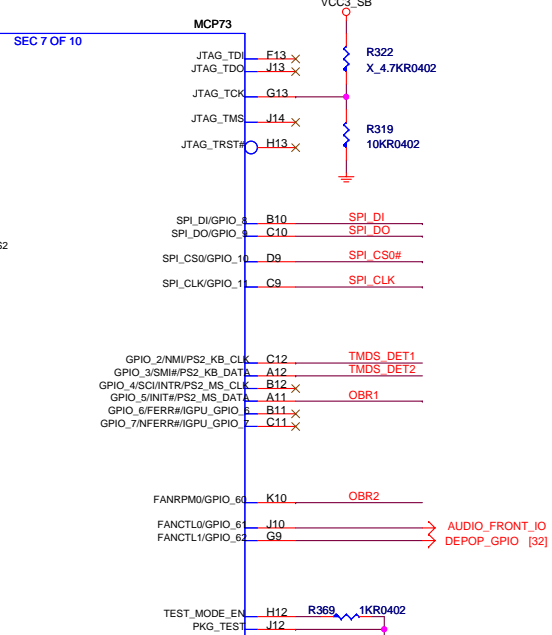 VCC3_SB
MCP73
SEC 7 OF 10
R322
X_4.7KR0402
JTAG_TDI F13
JTAG_TDO J13
JTAG_TCK G13
JTAG_TMS J14
R319
10KR0402
JTAG_TRST# H13
SPI_DI/GPIO_8 B10 SPI_DI
SPI_DO/GPIO_9 C10 SPI_DO
S2
SPI_CS0/GPIO_10 D9 SPI_CS0#
SPI_CLK/GPIO_11 C9 SPI_CLK
GPIO_2/NMI/PS2_KB_CLK C12 TMDS_DET1
GPIO_3/SMI#/PS2_KB_DATA A12 TMDS_DET2
GPIO_4/SCI/INTR/PS2_MS_CLK B12
GPIO_5/INIT#/PS2_MS_DATA A11 OBR1
GPIO_6/FERR#/IGPU_GPIO_6 B11
GPIO_7/NFERR#/IGPU_GPIO_7 C11
FANRPM0/GPIO_60 K10 OBR2
FANCTL0/GPIO_61 J10 AUDIO_FRONT_IO
FANCTL1/GPIO_62 G9 DEPOP_GPIO [32]
TEST_MODE_EN H12 R369 1KR0402
PKG_TEST J12